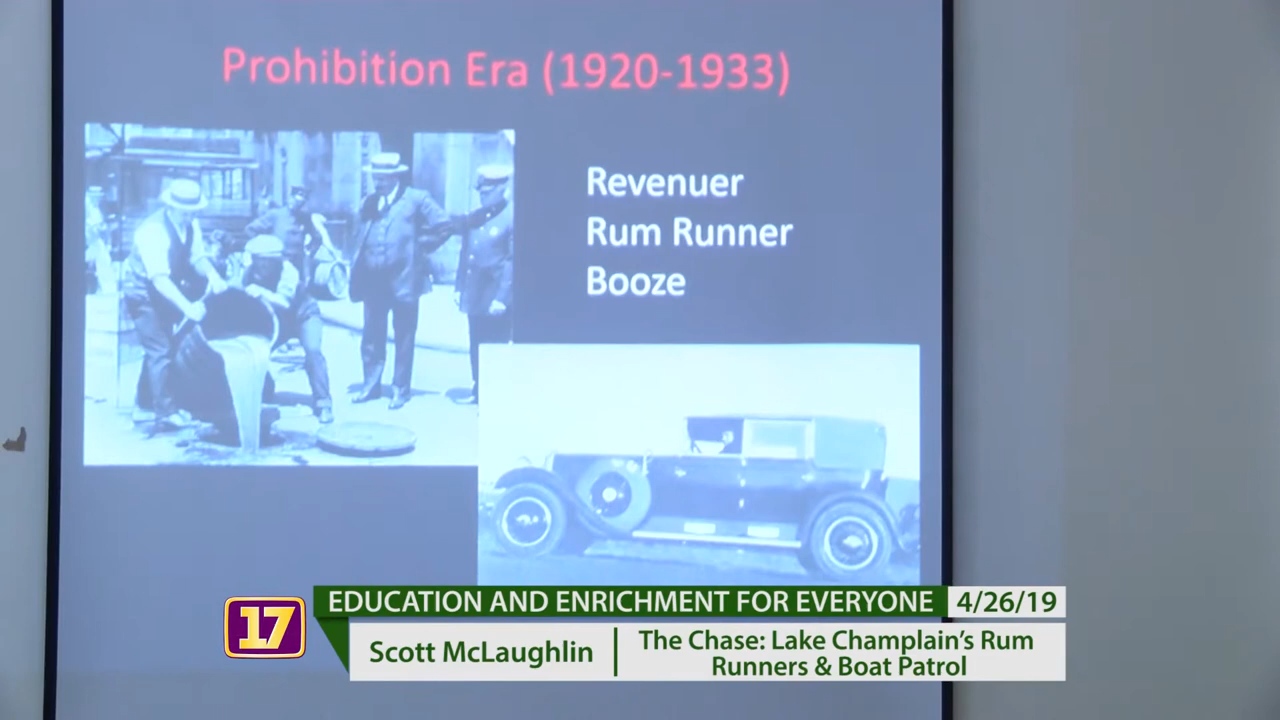 Prohibition Era (1920-1933)
Revenuer
Rum Runner
Booze
17
EDUCATION AND ENRICHMENT FOR EVERYONE
4/26/19
Scott McLaughlin
The Chase: Lake Champlain's Rum
Runners & Boat Patrol